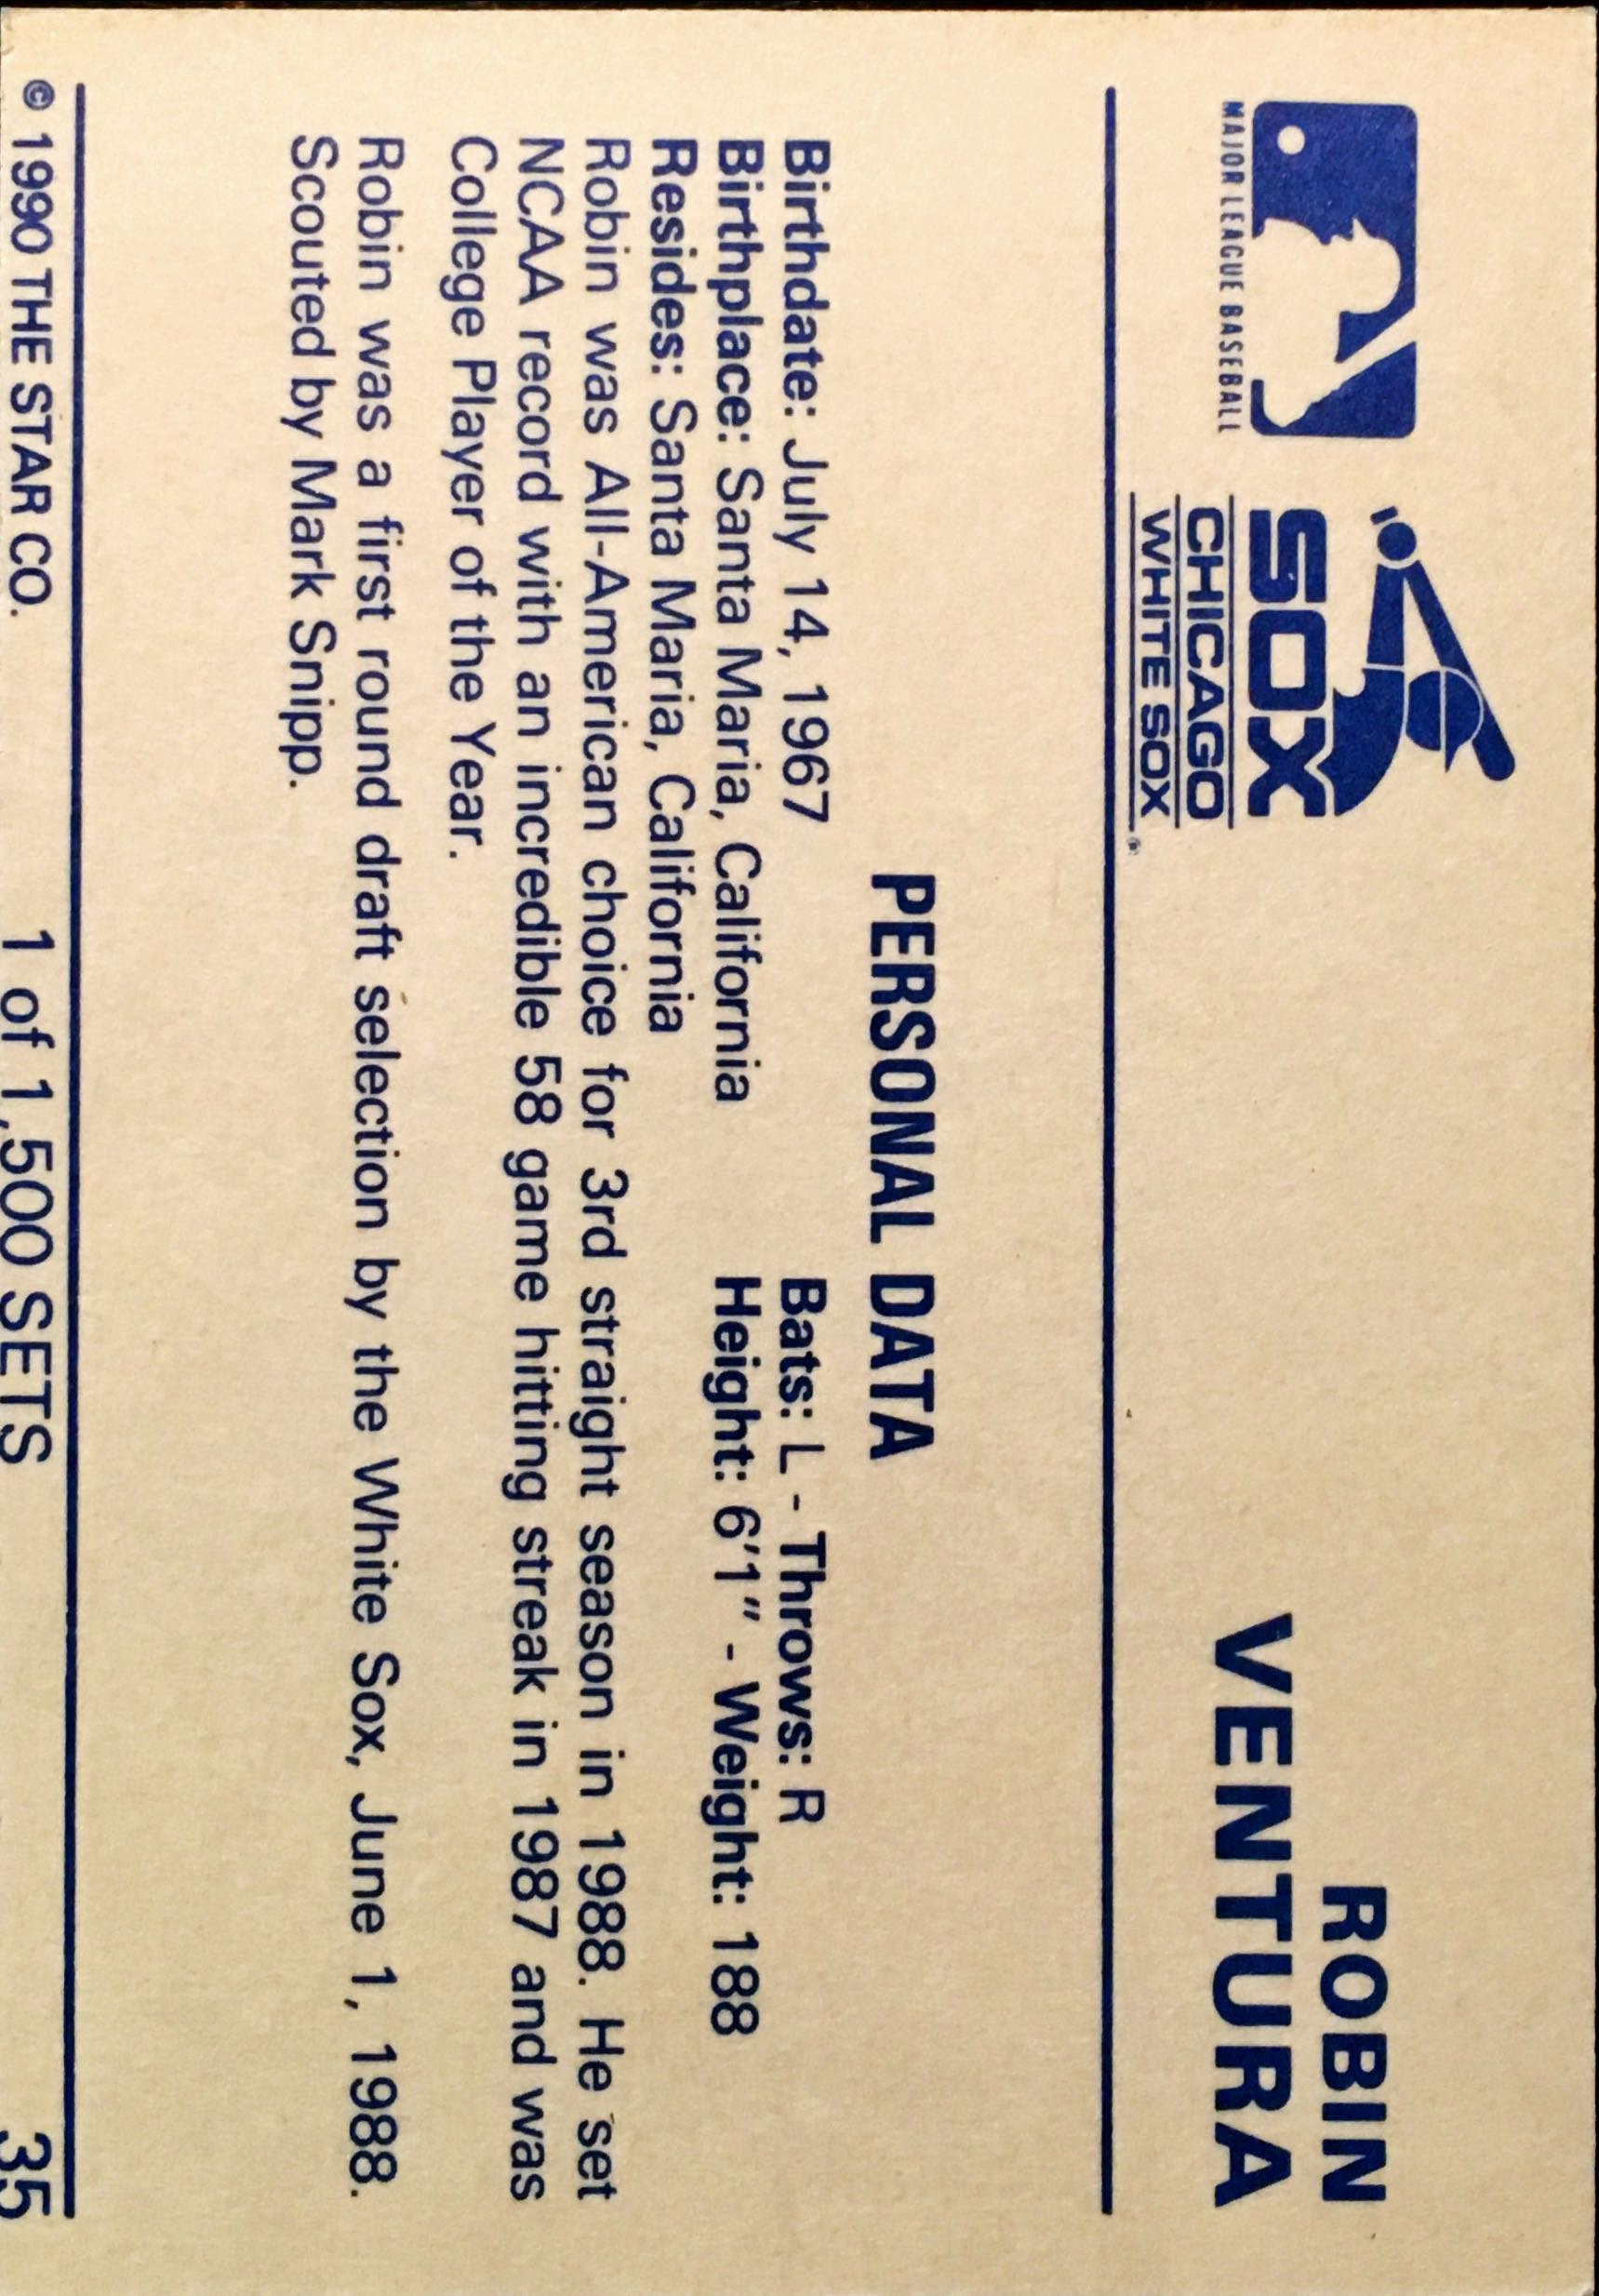 MAJOR LEAGUE BASEBALL
SOX
CHICAGO
WHITE SOX
ROBIN
VENTURA
PERSONAL DATA
Birthdate: July 14, 1967 Bats: L - Throws: R
Birthplace: Santa Maria, California Height: 6'1" - Weight: 188
Resides: Santa Maria, California
Robin was All-American choice for 3rd straight season in 1988. He set
NCAA record with an incredible 58 game hitting streak in 1987 and was
College Player of the Year.
Robin was a first round draft selection by the White Sox, June 1, 1988.
Scouted by Mark Snipp.
© 1990 THE STAR CO. 1 of 1,500 SETS 35